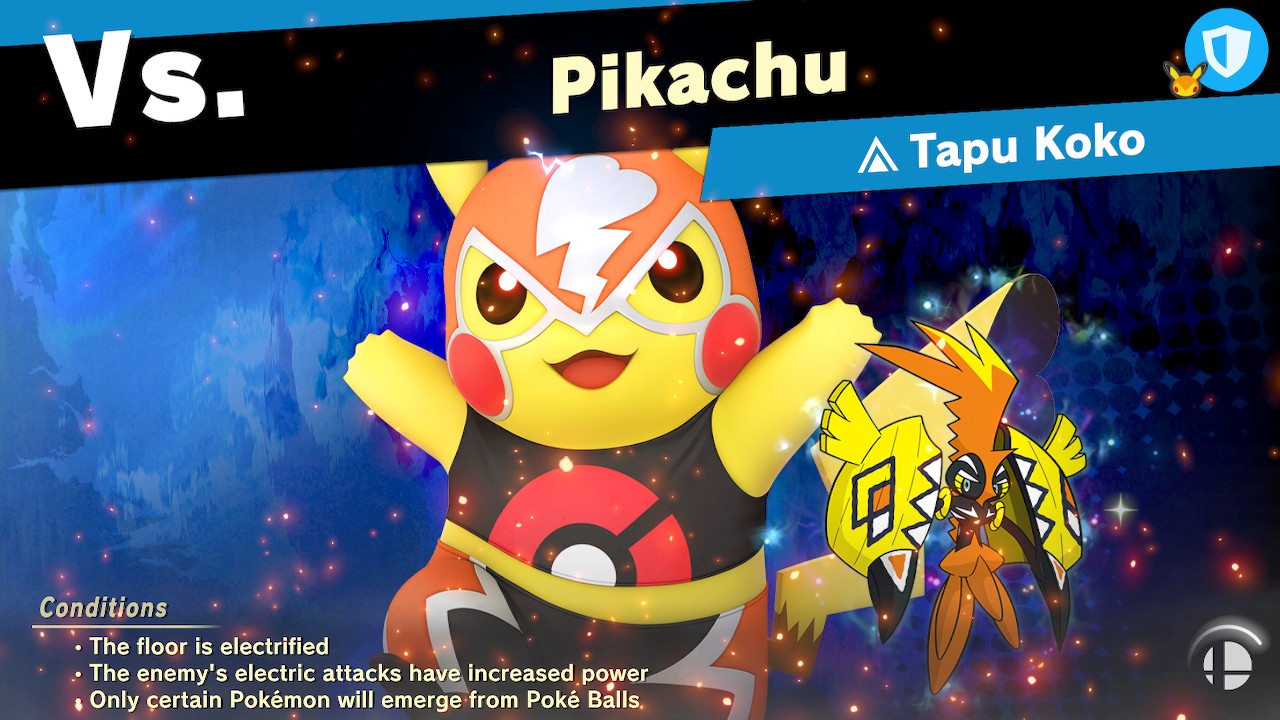 Vs.
Pikachu
Tapu Koko
Conditions
• The floor is electrified
• The enemy's electric attacks have increased power
• Only certain Pokémon will emerge from Poké Balls